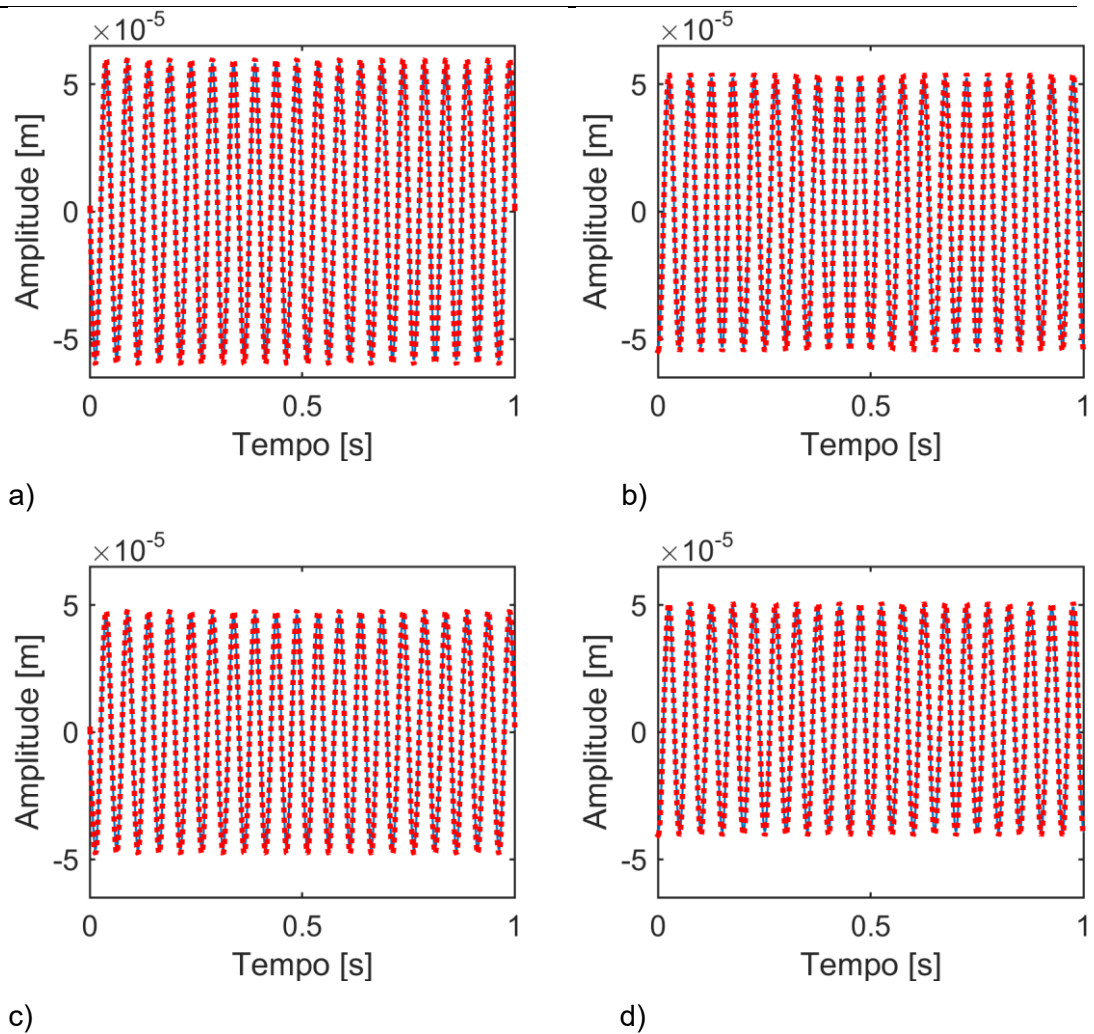 ×10⁻⁵
5
0
-5
Amplitude [m]
0 0.5 1
Tempo [s]
a)
×10⁻⁵
5
0
-5
Amplitude [m]
0 0.5 1
Tempo [s]
b)
×10⁻⁵
5
0
-5
Amplitude [m]
0 0.5 1
Tempo [s]
c)
×10⁻⁵
5
0
-5
Amplitude [m]
0 0.5 1
Tempo [s]
d)